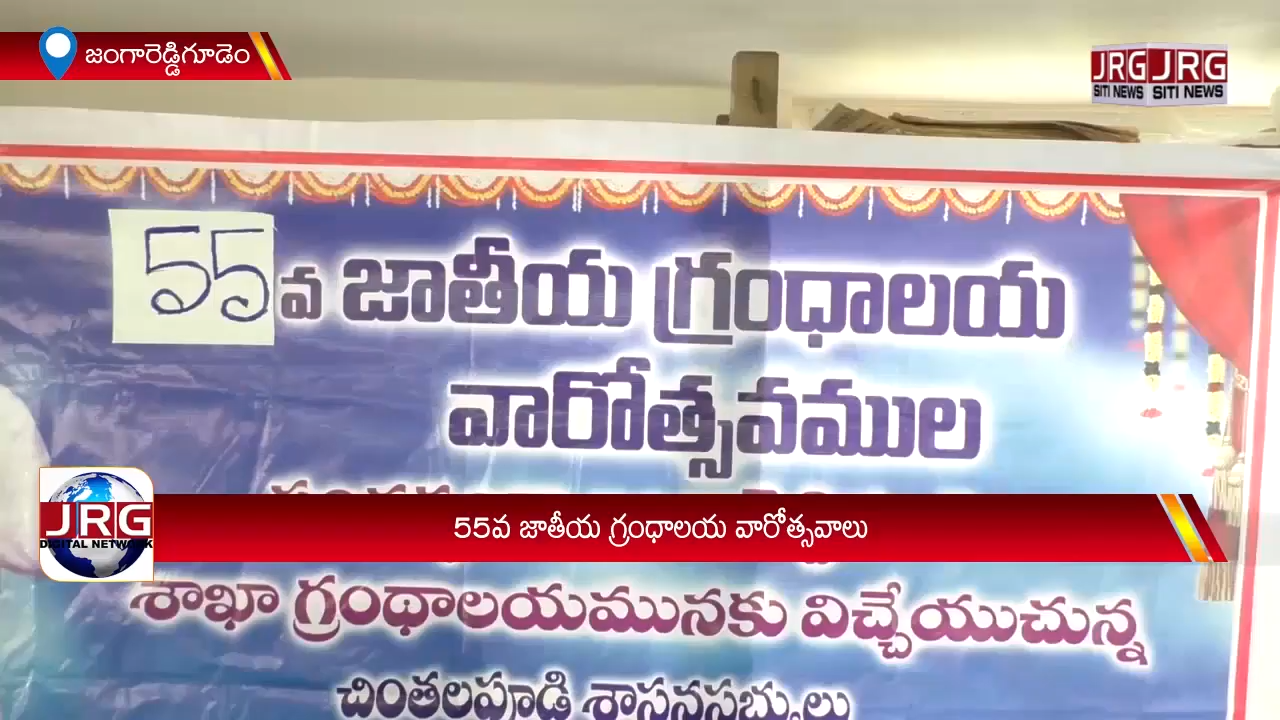 జంగారెడ్డిగూడెం
JRG JRG
SITI NEWS SITI NEWS
55వ జాతీయ గ్రంధాలయ
వారోత్సవముల
JRG
DIGITAL NETWORK
55వ జాతీయ గ్రంధాలయ వారోత్సవాలు
శాఖా గ్రంథాలయమునకు విచ్చేయుచున్న
చింతలపూడి శాసనసభ్యులు